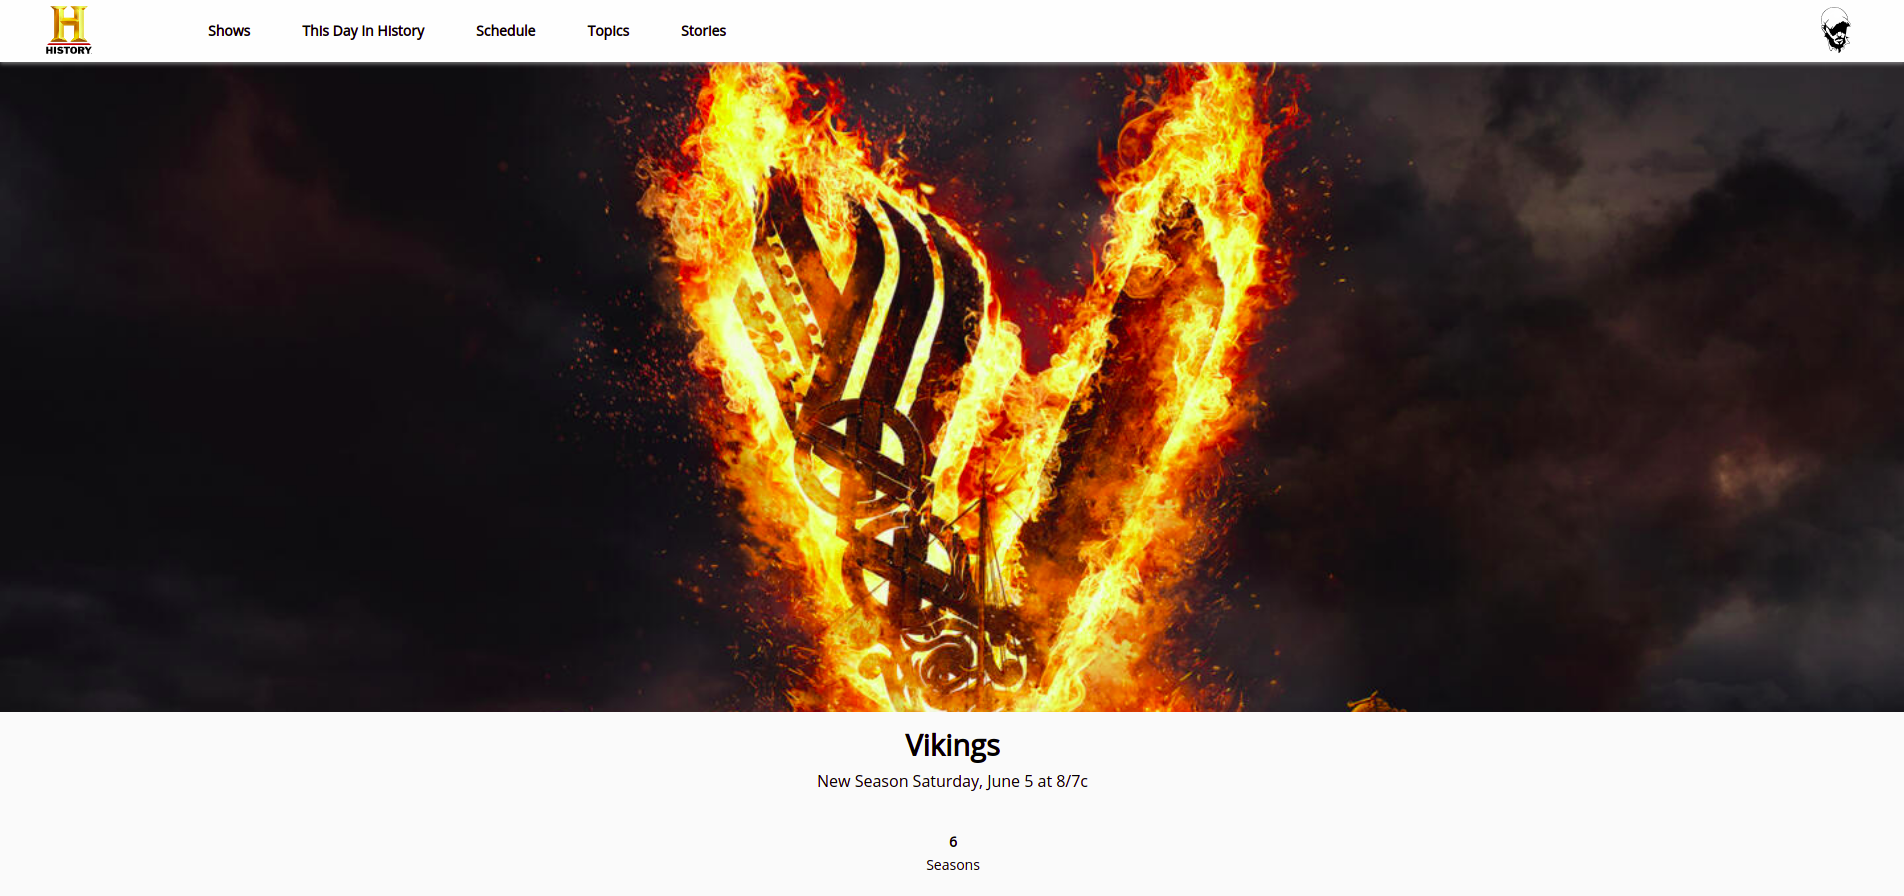 H
HISTORY
Shows
This Day In History
Schedule
Topics
Stories
Vikings
New Season Saturday, June 5 at 8/7c
6
Seasons